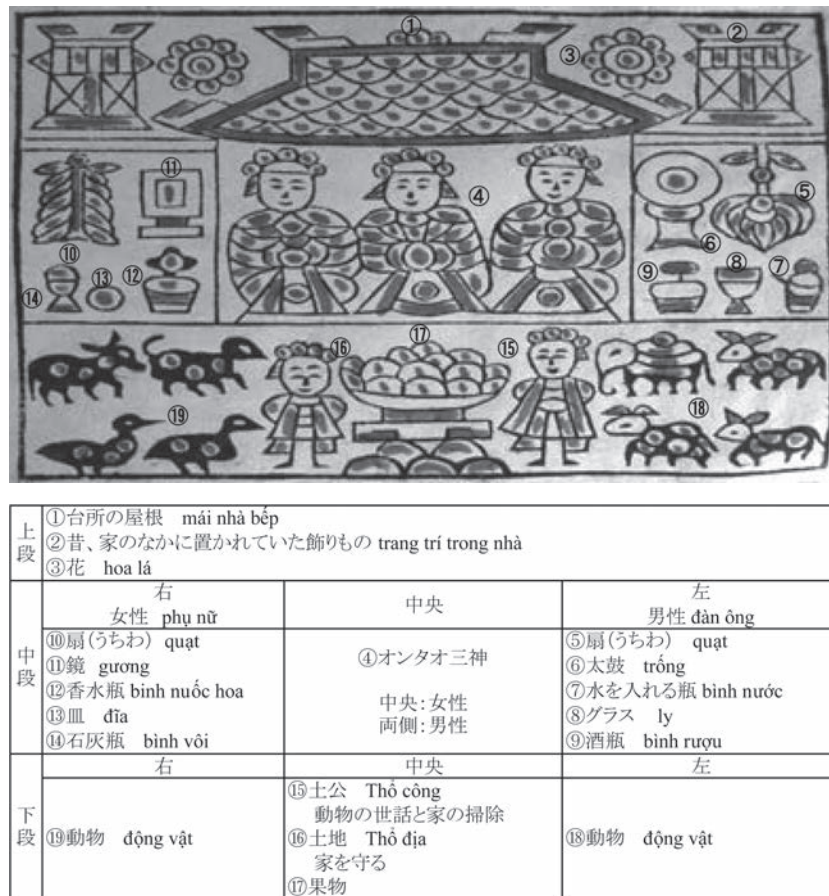 ①
②
③
④
⑪
⑤
⑥
⑩
⑬
⑫
⑭
⑨
⑧
⑦
⑯
⑰
⑮
⑲
⑱
上段
①台所の屋根 mái nhà bếp
②昔、家のなかに置かれていた飾りもの trang trí trong nhà
③花 hoa lá
中段
右
女性 phụ nữ
中央
左
男性 đàn ông
⑩扇(うちわ) quạt
⑪鏡 gương
⑫香水瓶 binh nuốc hoa
⑬皿 đĩa
⑭石灰瓶 bình vôi
④オンタオ三神
中央:女性
両側:男性
⑤扇(うちわ) quạt
⑥太鼓 trống
⑦水を入れる瓶 bình nước
⑧グラス ly
⑨酒瓶 bình rượu
下段
右
中央
左
⑲動物 động vật
⑮土公 Thổ công
動物の世話と家の掃除
⑯土地 Thổ địa
家を守る
⑰果物
⑱動物 động vật